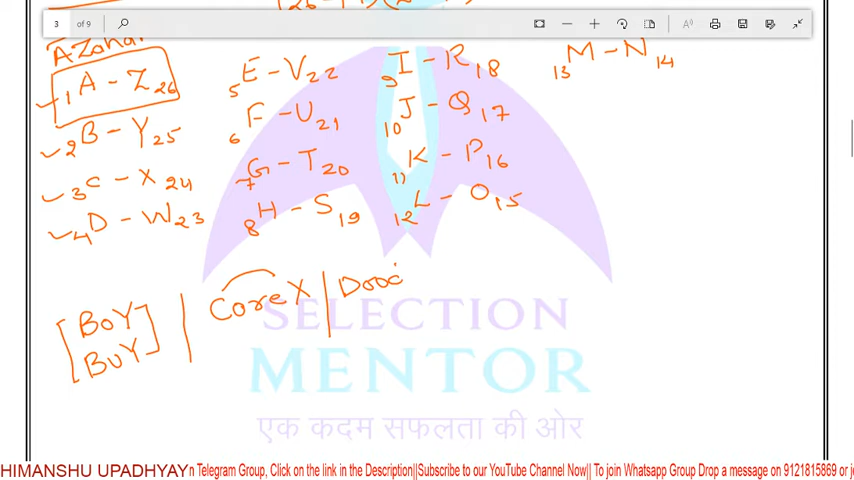 3 of 9
AZohar
1A - Z26
2B - Y25
3C - X24
4D - W23
5E - V22
6F - U21
7G - T20
8H - S19
9I - R18
10J - Q17
11K - P16
12L - O15
13M - N14
BOY
BUY
CoreX
SELECTION
MENTOR
एक कदम सफलता की ओर
HIMANSHU UPADHYAY n Telegram Group, Click on the link in the Description||Subscribe to our YouTube Channel Now|| To join Whatsapp Group Drop a message on 9121815869 or jo